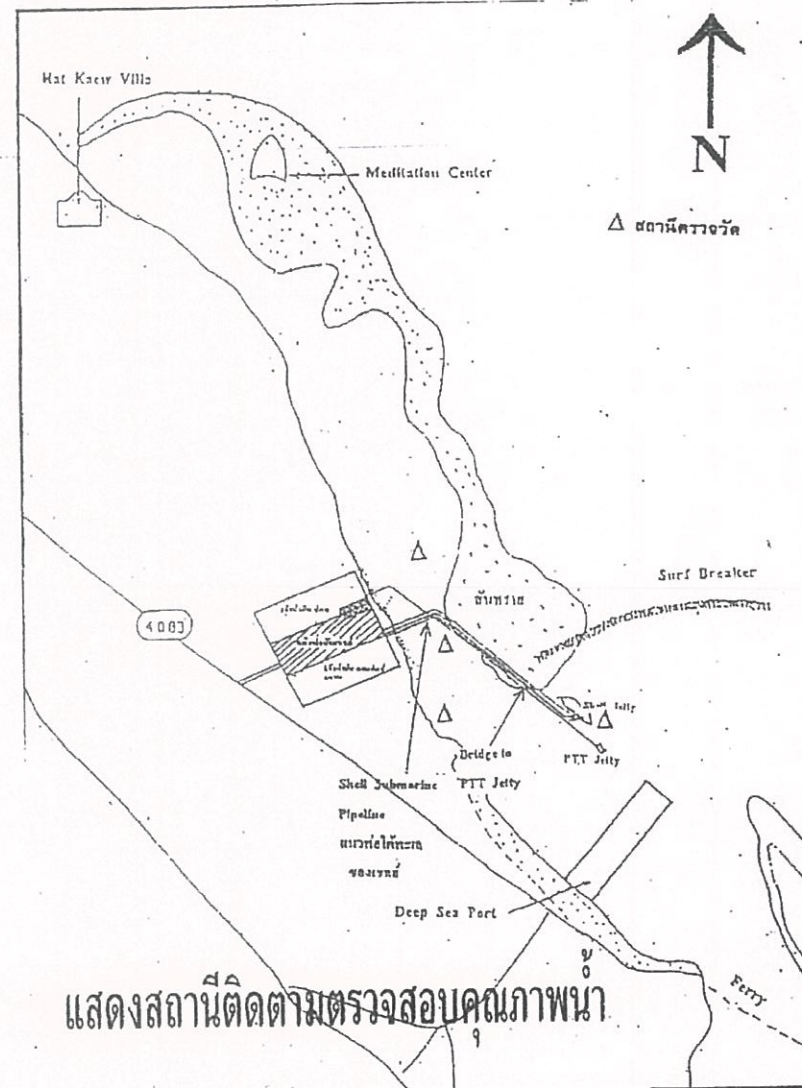 Hat Kaew Villa
Meditation Center
N
△ สถานีตรวจวัด
Surf Breaker
สันทราย
4083
Shell Jetty
PTT Jetty
Bridge to
PTT Jetty
Shell Submarine
Pipeline
แนวท่อใต้ทะเล
ของเชลล์
Deep Sea Port
Ferry
แสดงสถานีติดตามตรวจสอบคุณภาพน้ำ